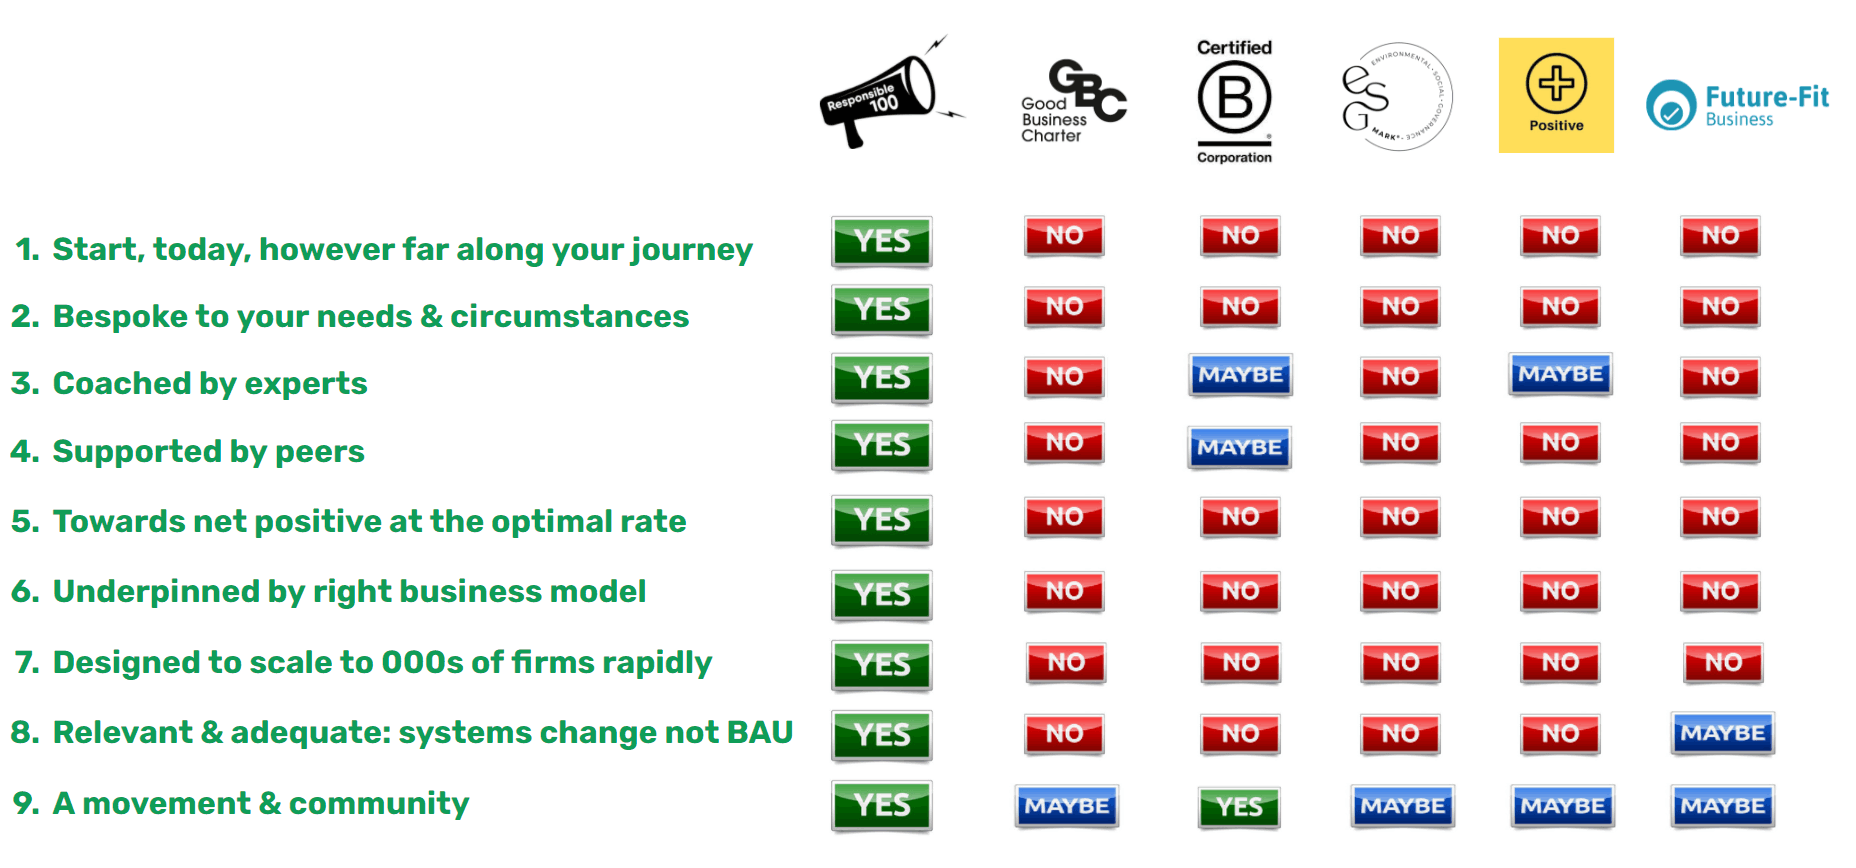 Responsible
100
GBC
Good
Business
Charter
Certified
B
®
Corporation
ENVIRONMENTAL · SOCIAL · GOVERNANCE
eSG
MARK®
Positive
Future-Fit
Business
1. Start, today, however far along your journey YES NO NO NO NO NO
2. Bespoke to your needs & circumstances YES NO NO NO NO NO
3. Coached by experts YES NO MAYBE NO MAYBE NO
4. Supported by peers YES NO MAYBE NO NO NO
5. Towards net positive at the optimal rate YES NO NO NO NO NO
6. Underpinned by right business model YES NO NO NO NO NO
7. Designed to scale to 000s of firms rapidly YES NO NO NO NO NO
8. Relevant & adequate: systems change not BAU YES NO NO NO NO MAYBE
9. A movement & community YES MAYBE YES MAYBE MAYBE MAYBE